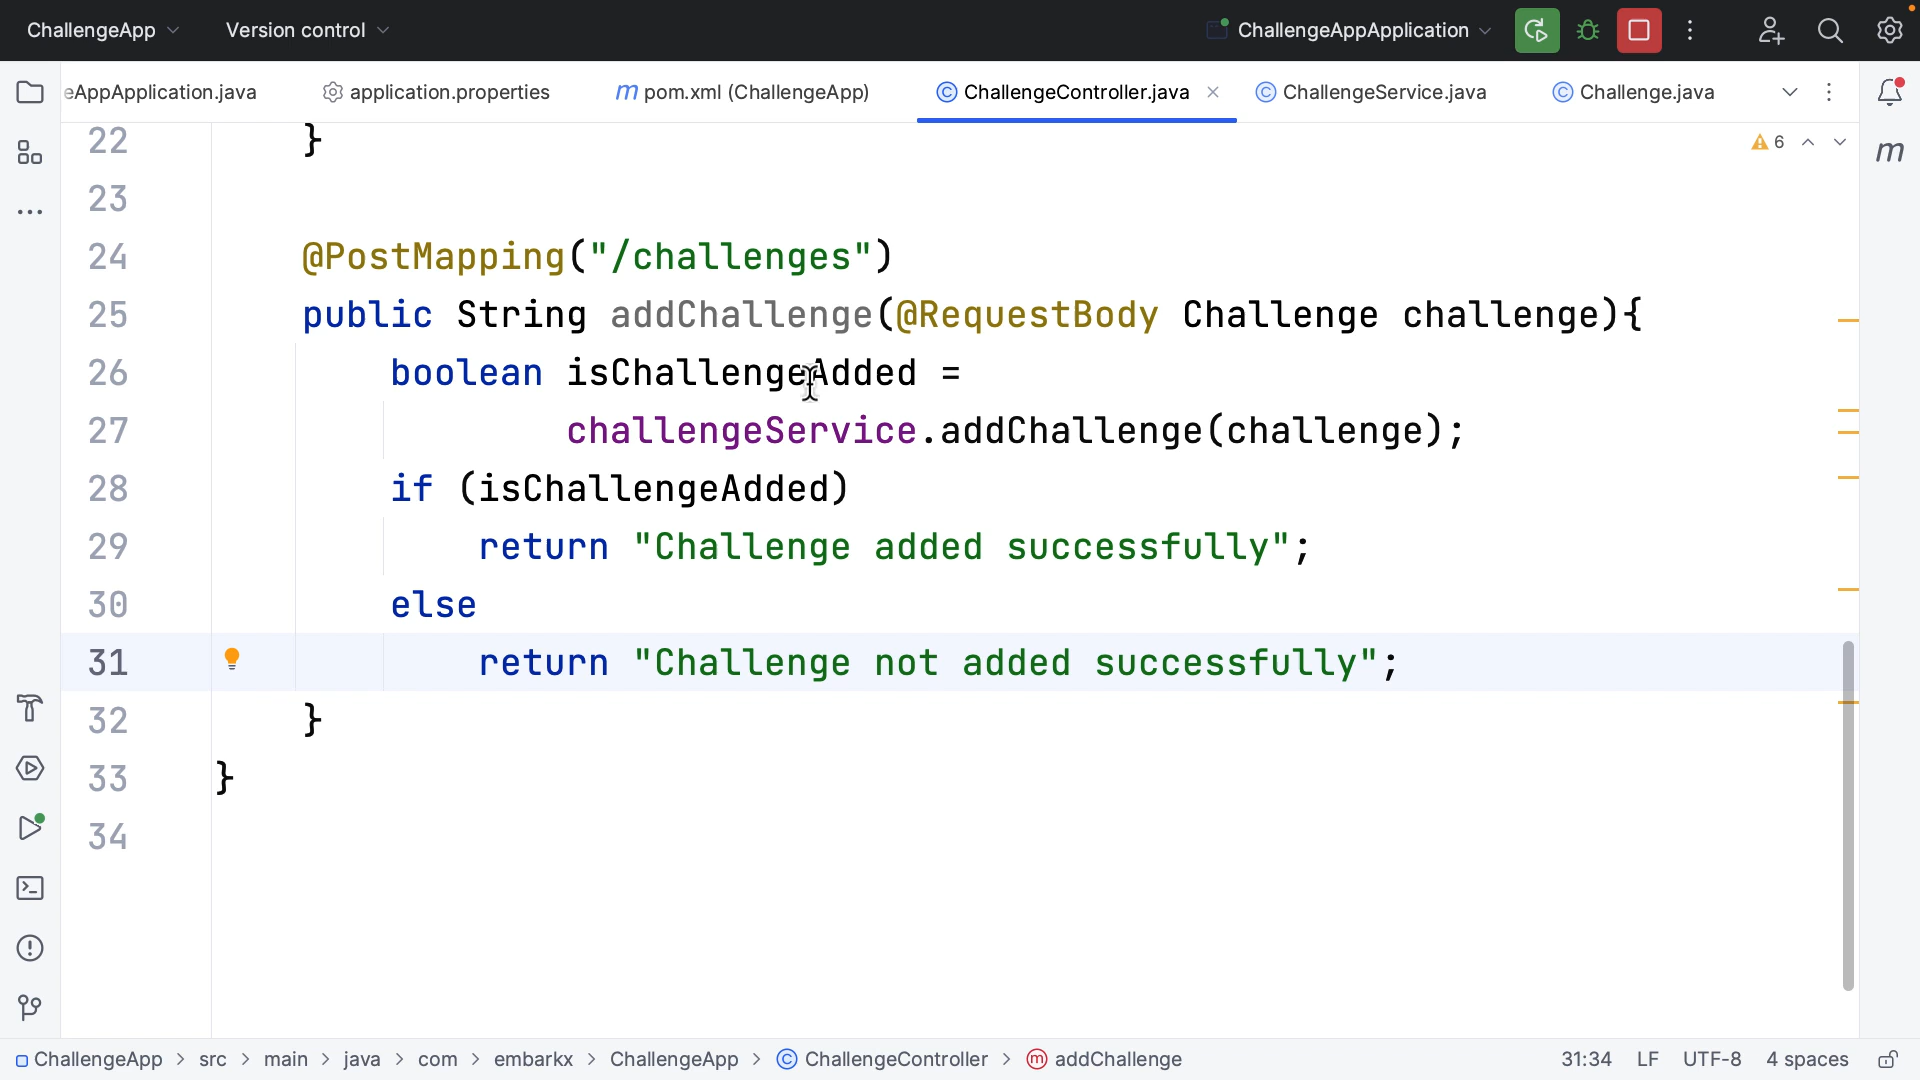 ChallengeApp Version control ChallengeAppApplication
eAppApplication.java application.properties m pom.xml (ChallengeApp) ChallengeController.java ChallengeService.java Challenge.java
22 }
6
m
23
24 @PostMapping("/challenges")
25 public String addChallenge(@RequestBody Challenge challenge){
26 boolean isChallengeAdded =
27 challengeService.addChallenge(challenge);
28 if (isChallengeAdded)
29 return "Challenge added successfully";
30 else
31 return "Challenge not added successfully";
32 }
33 }
34
ChallengeApp > src > main > java > com > embarkx > ChallengeApp > ChallengeController > addChallenge 31:34 LF UTF-8 4 spaces